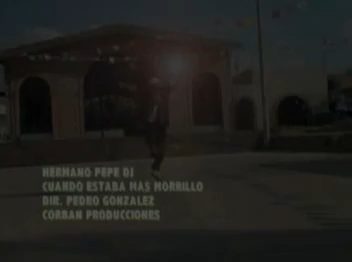 HERMANO PEPE DJ
CUANDO ESTABA MAS MORRILLO
DIR. PEDRO GONZALEZ
CORBAN PRODUCCIONES